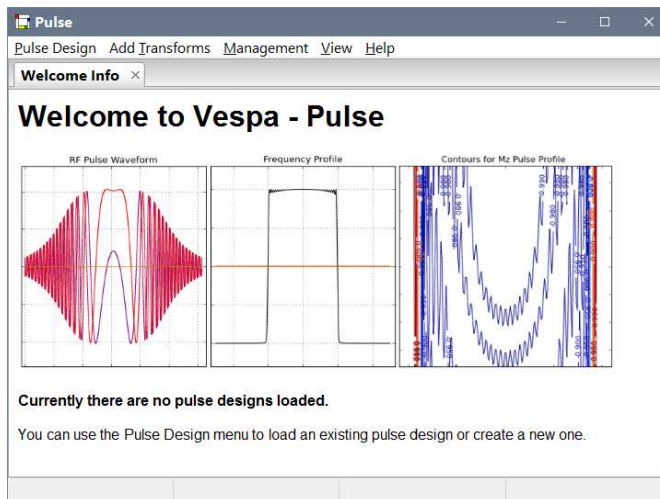 Pulse
Pulse Design Add Transforms Management View Help
Welcome Info
Welcome to Vespa - Pulse
RF Pulse Waveform Frequency Profile Contours for Mz Pulse Profile
Currently there are no pulse designs loaded.
You can use the Pulse Design menu to load an existing pulse design or create a new one.